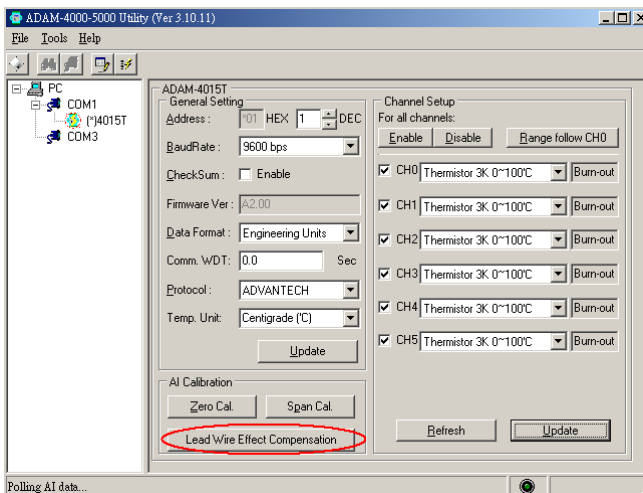 ADAM-4000-5000 Utility (Ver 3.10.11)
File Tools Help
PC
COM1
(*)4015T
COM3
ADAM-4015T
General Setting
Address : *01 HEX 1 DEC
BaudRate : 9600 bps
CheckSum : Enable
Firmware Ver : A2.00
Data Format : Engineering Units
Comm. WDT: 0.0 Sec
Protocol : ADVANTECH
Temp. Unit: Centigrade (°C)
Update
AI Calibration
Zero Cal. Span Cal.
Lead Wire Effect Compensation
Channel Setup
For all channels:
Enable Disable Range follow CH0
CH0 Thermistor 3K 0~100°C Burn-out
CH1 Thermistor 3K 0~100°C Burn-out
CH2 Thermistor 3K 0~100°C Burn-out
CH3 Thermistor 3K 0~100°C Burn-out
CH4 Thermistor 3K 0~100°C Burn-out
CH5 Thermistor 3K 0~100°C Burn-out
Refresh Update
Polling AI data...